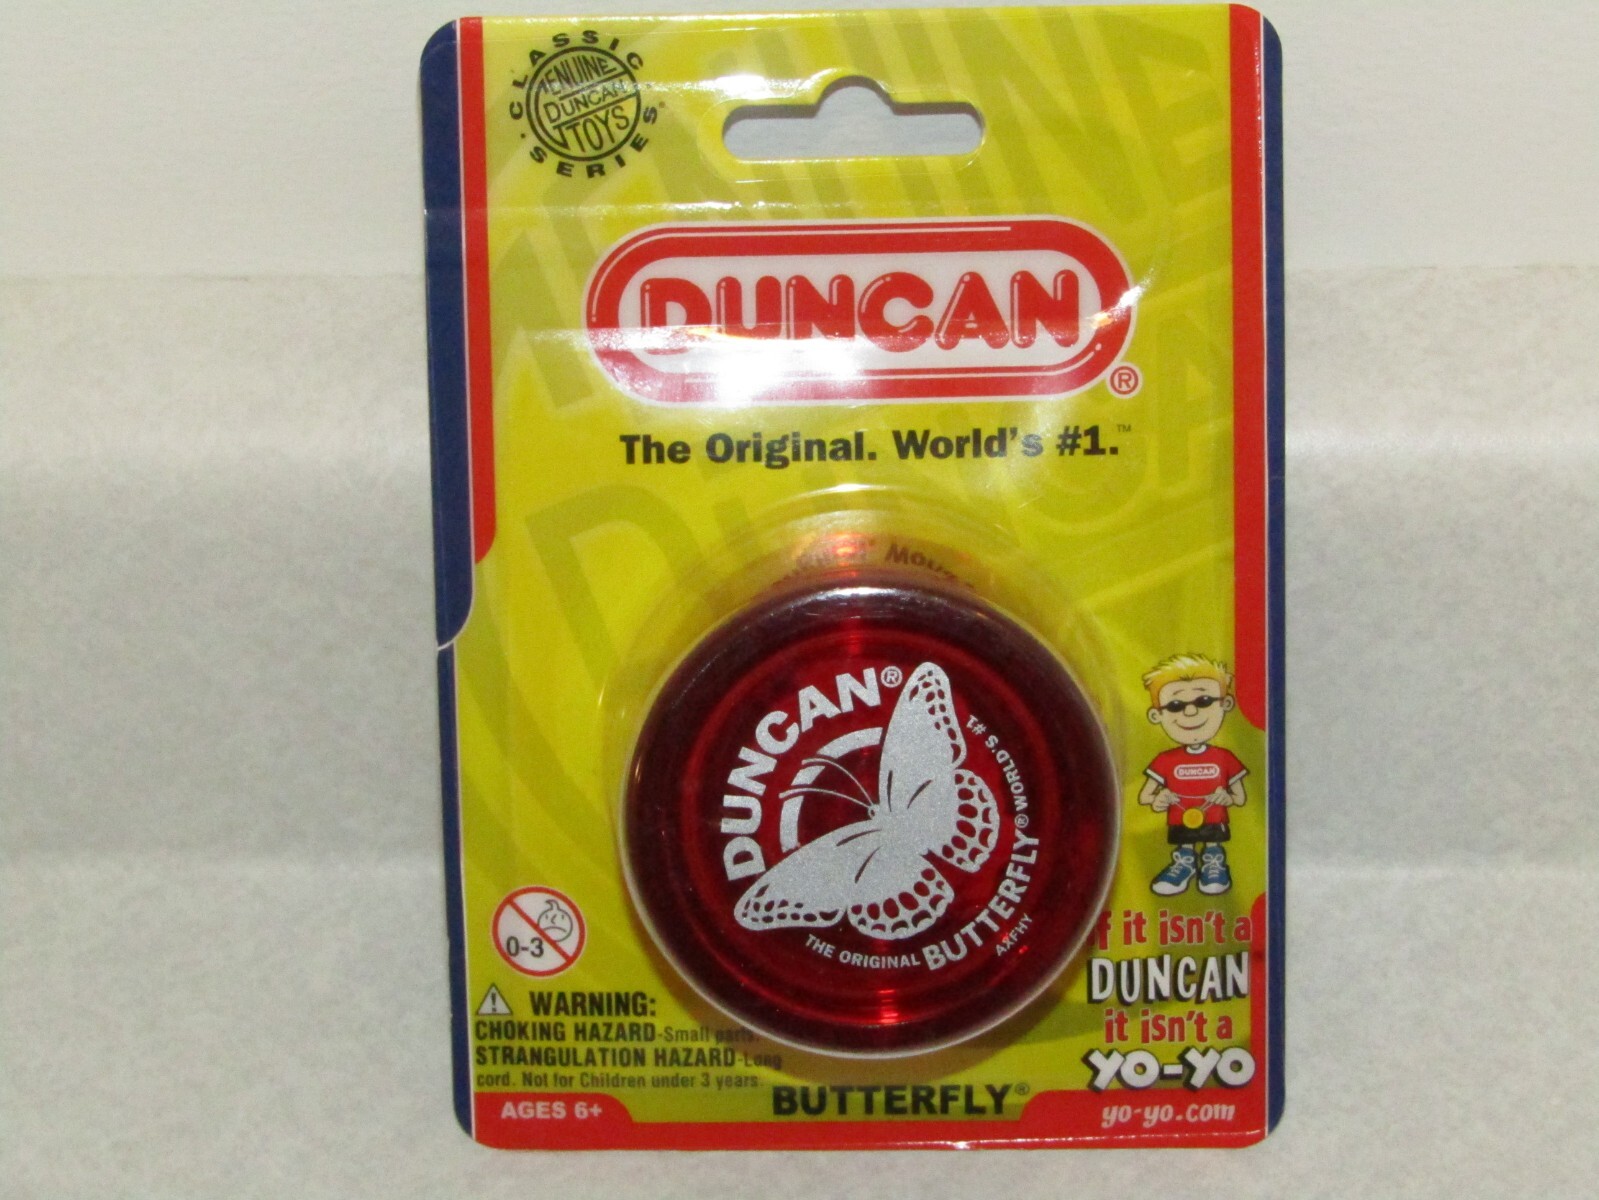 CLASSIC
GENUINE
DUNCAN
TOYS
SERIES®
DUNCAN®
The Original. World's #1.™
DUNCAN®
WORLD'S #1
THE ORIGINAL BUTTERFLY®
AXFHY
DUNCAN
If it isn't a
DUNCAN
it isn't a
YO-YO
yo-yo.com
0-3
WARNING:
CHOKING HAZARD-Small parts.
STRANGULATION HAZARD-Long
cord. Not for Children under 3 years.
AGES 6+
BUTTERFLY®